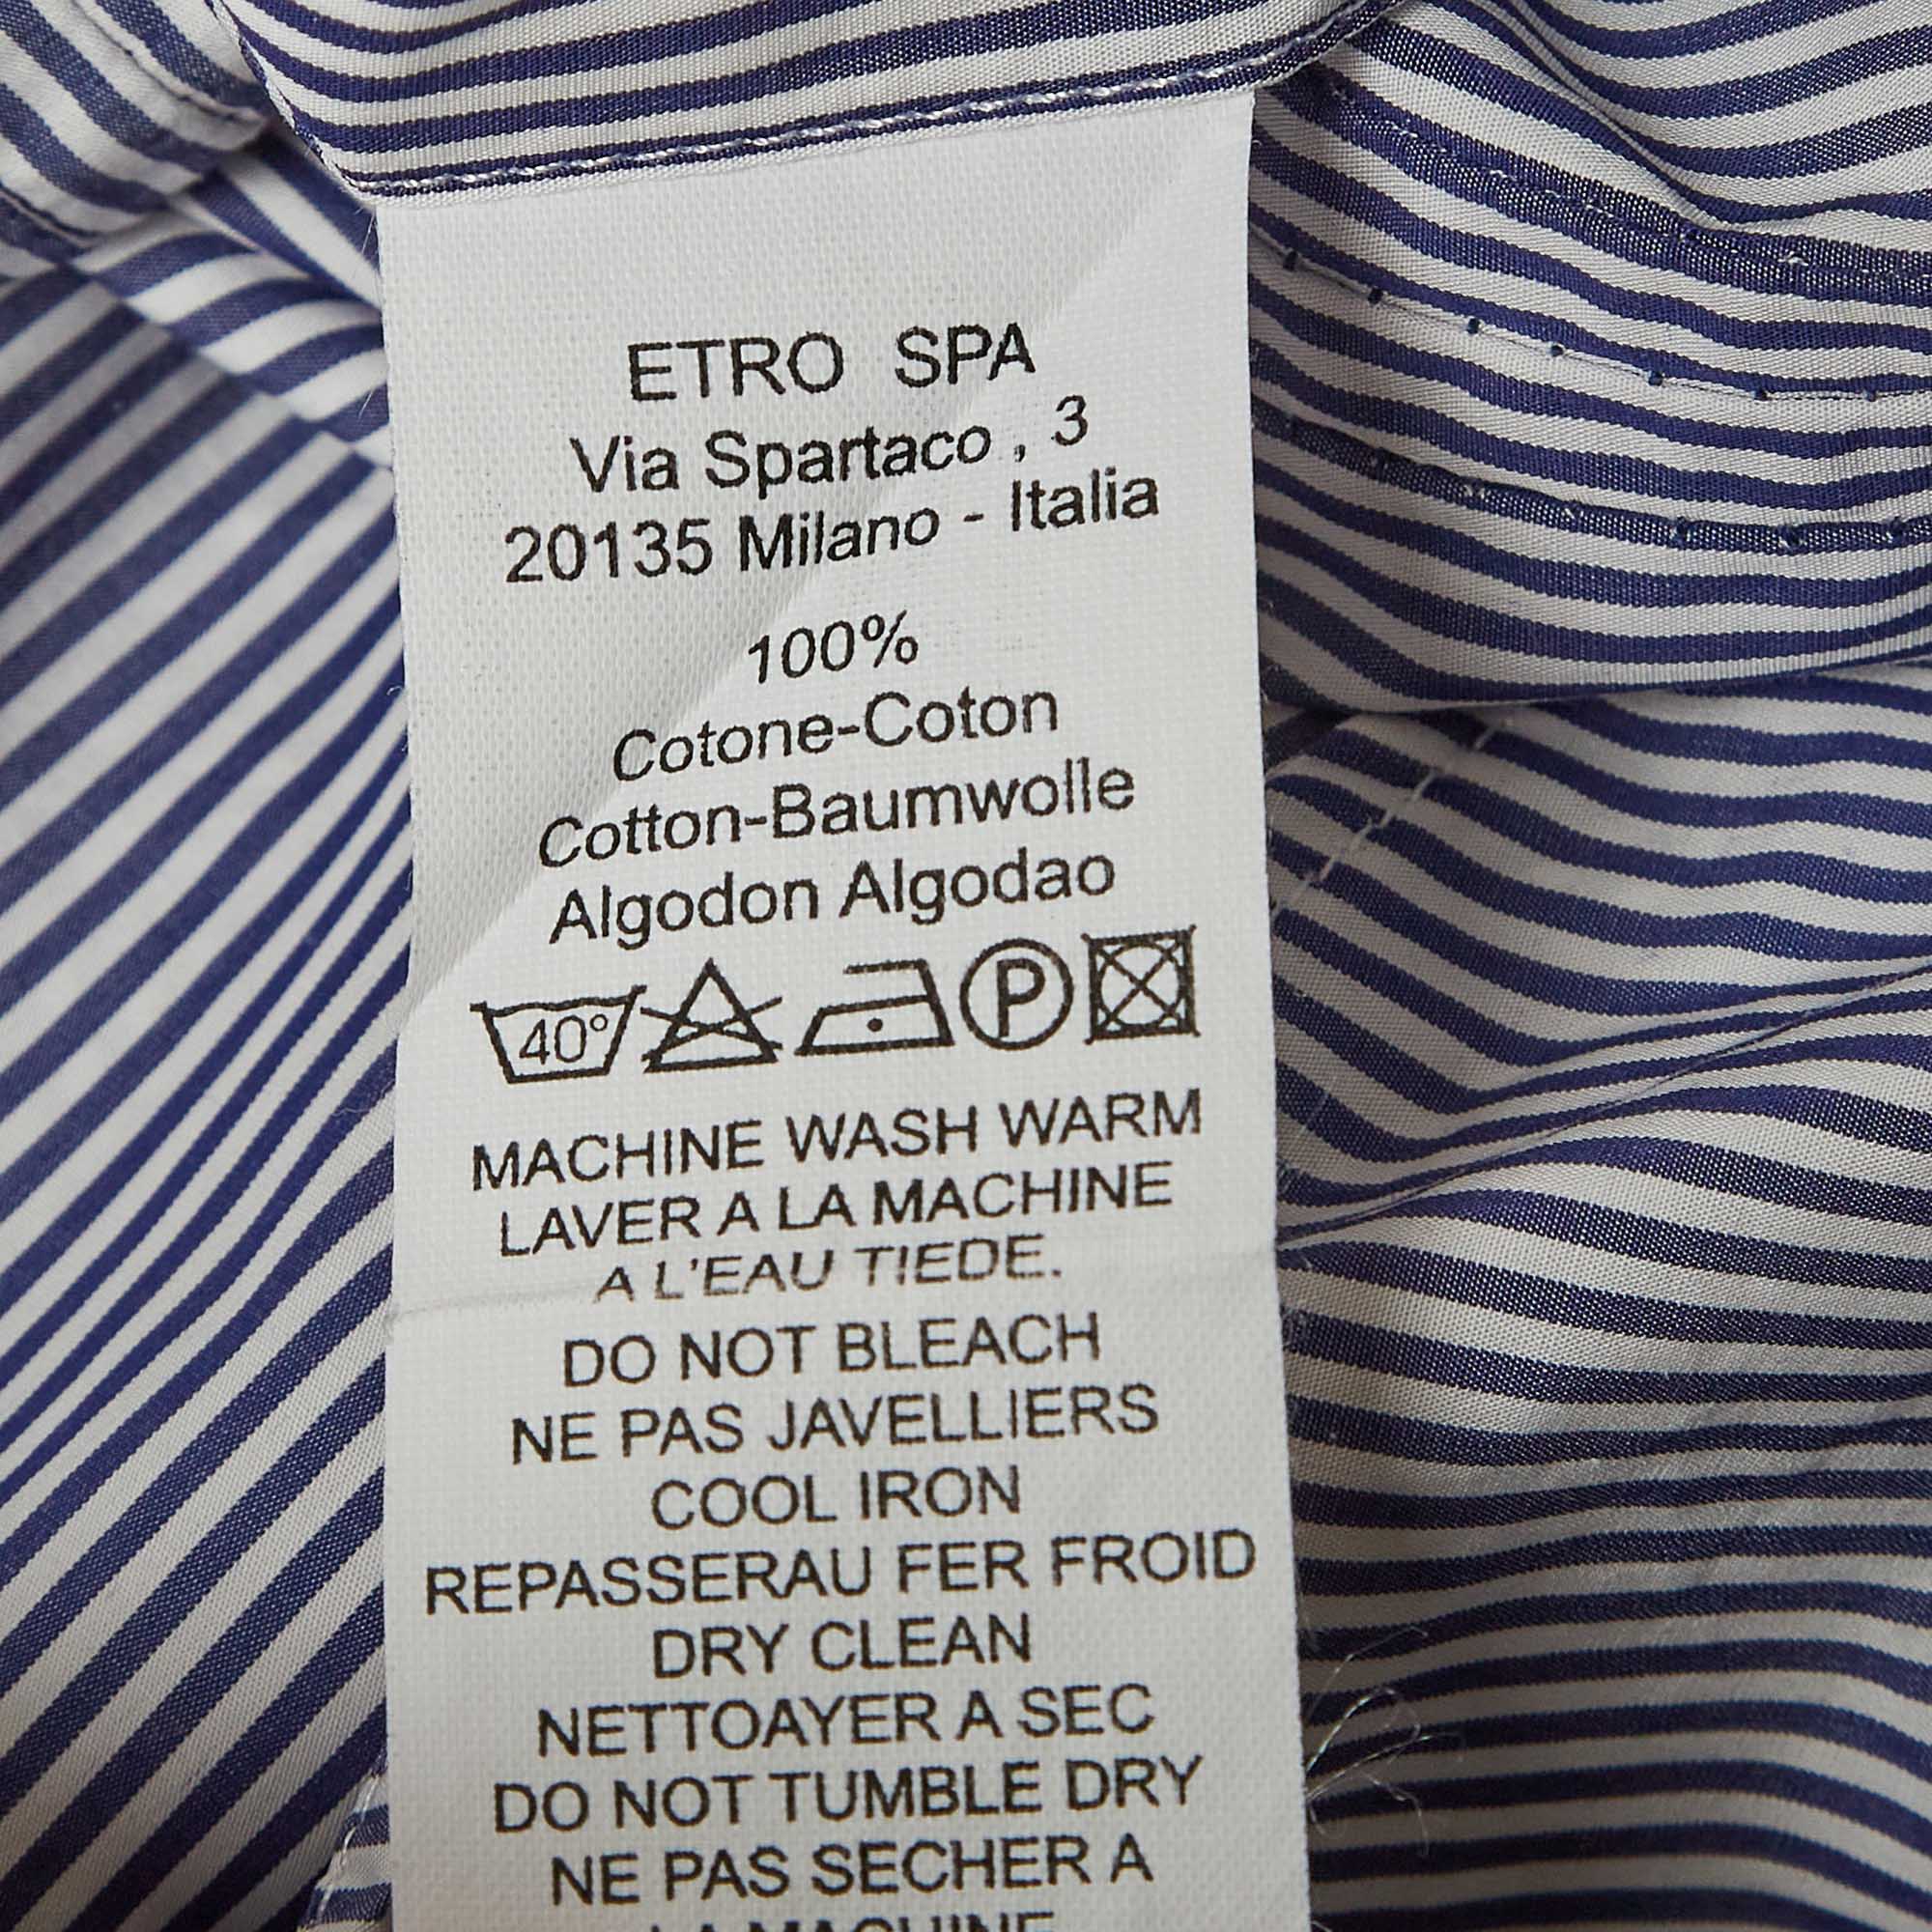 ETRO SPA
Via Spartaco , 3
20135 Milano - Italia
100%
Cotone-Coton
Cotton-Baumwolle
Algodon Algodao
40° P
MACHINE WASH WARM
LAVER A LA MACHINE
A L'EAU TIEDE.
DO NOT BLEACH
NE PAS JAVELLIERS
COOL IRON
REPASSERAU FER FROID
DRY CLEAN
NETTOAYER A SEC
DO NOT TUMBLE DRY
NE PAS SECHER A
LA MACHINE